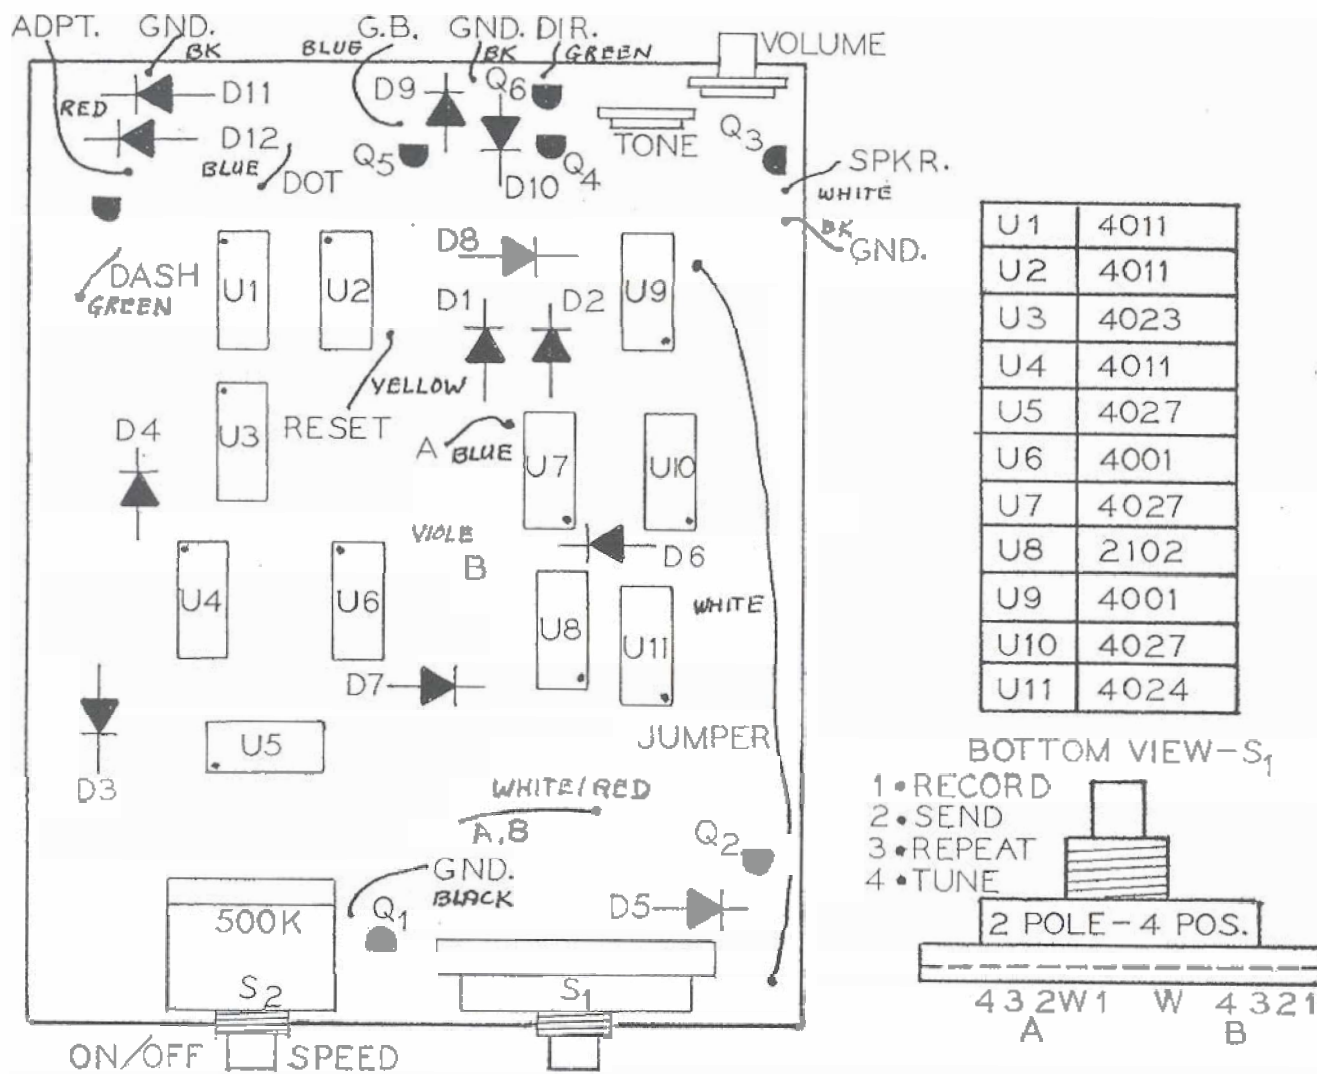 ADPT. GND. G.B. GND. DIR. VOLUME
BK BLUE BK GREEN
RED D11 D9 Q6
D12 Q5 D10 Q4 TONE Q3
BLUE DOT SPKR.
WHITE
BK
GND.
DASH
GREEN
U1 U2 D8 U9
D1 D2
YELLOW
RESET
D4 U3 A BLUE U7 U10
VIOLE
B
D6
U4 U6 U8 U11 WHITE
D7
U5 JUMPER
D3
WHITE/RED
A,B
Q2
GND.
BLACK
500K Q1 D5
S2 S1
ON/OFF SPEED
U1 4011
U2 4011
U3 4023
U4 4011
U5 4027
U6 4001
U7 4027
U8 2102
U9 4001
U10 4027
U11 4024
BOTTOM VIEW-S1
1 • RECORD
2 • SEND
3 • REPEAT
4 • TUNE
2 POLE-4 POS.
4 3 2 W 1 W 4 3 2 1
A B